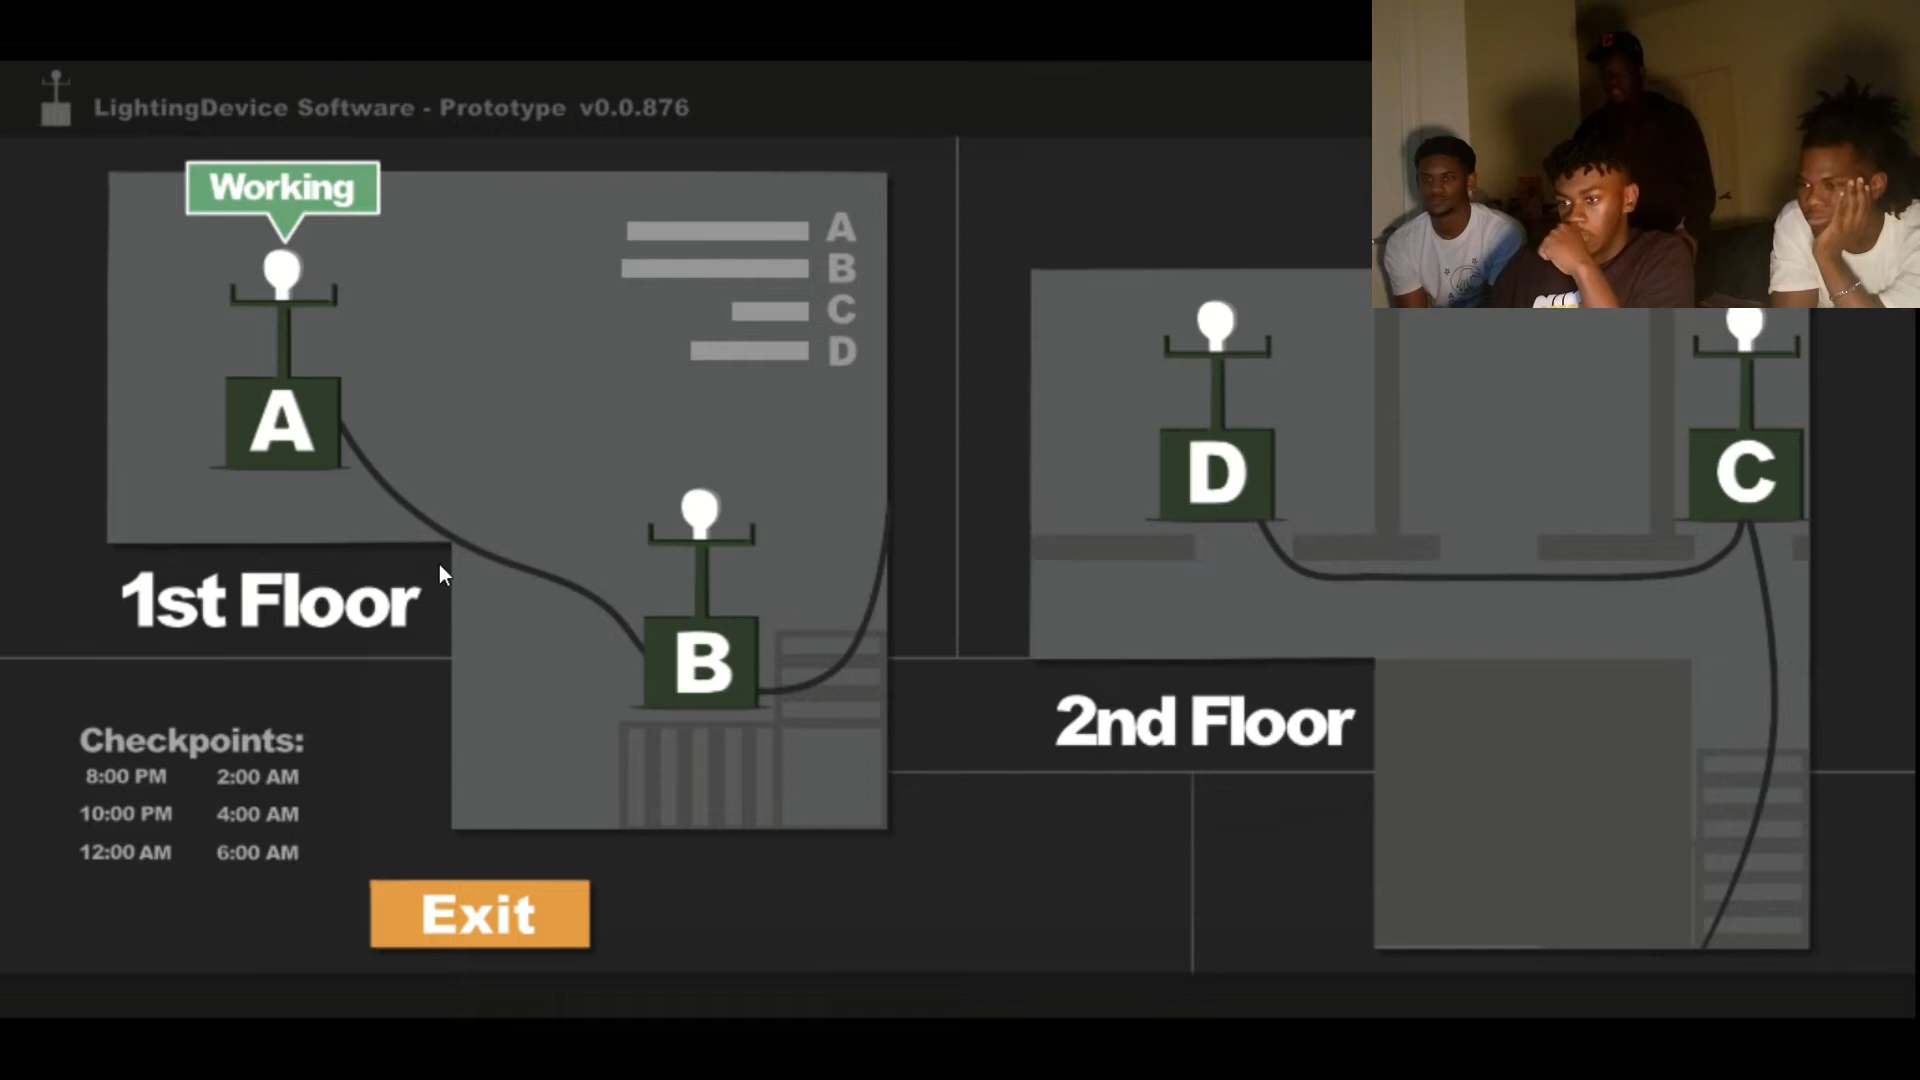 LightingDevice Software - Prototype v0.0.876
Working
A
B
C
D
A
B
D
C
1st Floor
2nd Floor
Checkpoints:
8:00 PM 2:00 AM
10:00 PM 4:00 AM
12:00 AM 6:00 AM
Exit